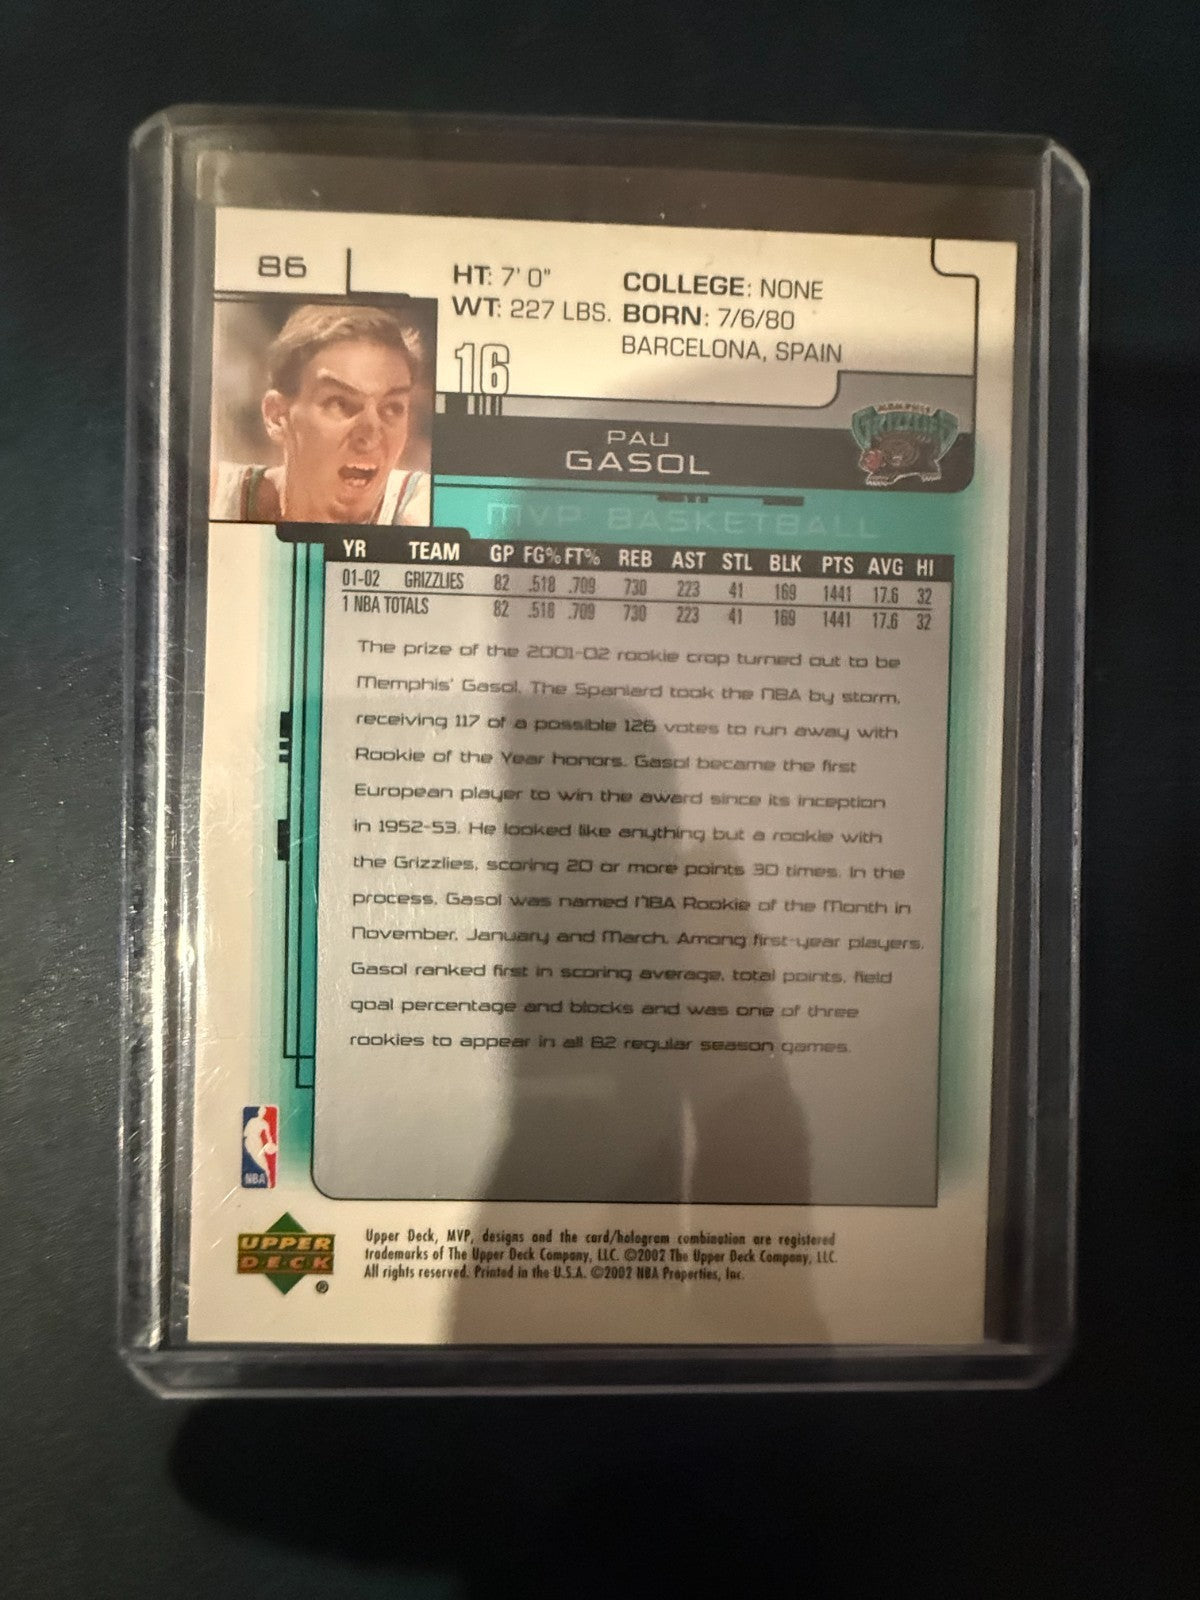 86
HT: 7' 0"
WT: 227 LBS.
COLLEGE: NONE
BORN: 7/6/80
BARCELONA, SPAIN
16
MEMPHIS
GRIZZLIES
PAU
GASOL
MVP BASKETBALL
YR TEAM GP FG% FT% REB AST STL BLK PTS AVG HI
01-02 GRIZZLIES 82 .518 .709 730 223 41 169 1441 17.6 32
1 NBA TOTALS 82 .518 .709 730 223 41 169 1441 17.6 32
The prize of the 2001-02 rookie crop turned out to be
Memphis' Gasol. The Spaniard took the NBA by storm,
receiving 117 of a possible 126 votes to run away with
Rookie of the Year honors. Gasol became the first
European player to win the award since its inception
in 1952-53. He looked like anything but a rookie with
the Grizzlies, scoring 20 or more points 30 times. In the
process, Gasol was named NBA Rookie of the Month in
November, January and March. Among first-year players,
Gasol ranked first in scoring average, total points, field
goal percentage and blocks and was one of three
rookies to appear in all 82 regular season games.
NBA
UPPER
DECK
®
Upper Deck, MVP, designs and the card/hologram combination are registered
trademarks of The Upper Deck Company, LLC. ©2002 The Upper Deck Company, LLC.
All rights reserved. Printed in the U.S.A. ©2002 NBA Properties, Inc.